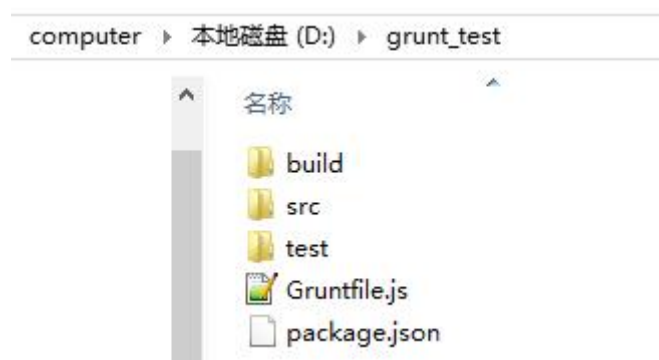 computer 本地磁盘 (D:) grunt_test
名称
build
src
test
Gruntfile.js
package.json